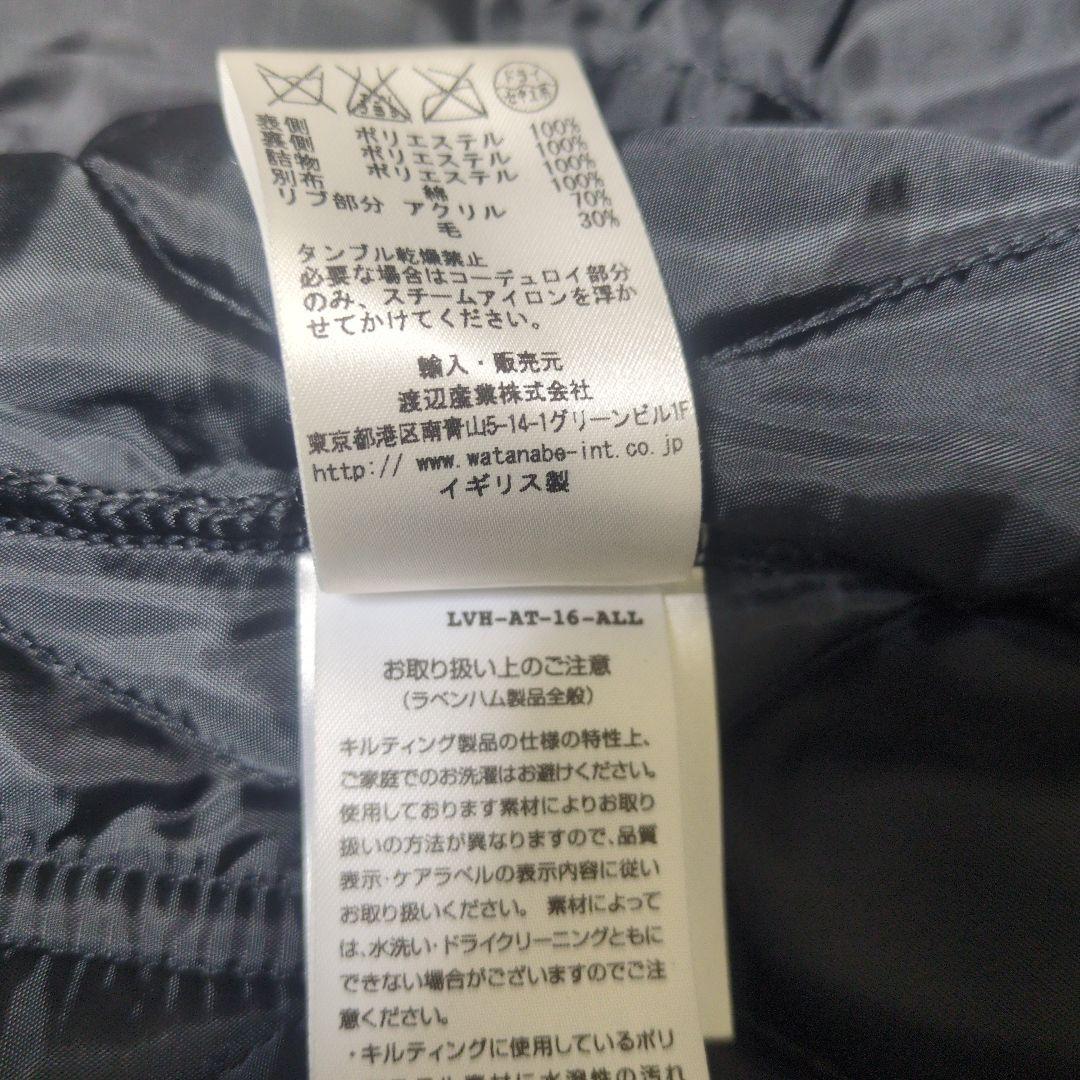 ドライ
セキユ系
表側 ポリエステル 100%
裏側 ポリエステル 100%
詰物 ポリエステル 100%
別布 綿 100%
リブ部分 アクリル 70%
毛 30%
タンブル乾燥禁止
必要な場合はコーデュロイ部分
のみ、スチームアイロンを浮か
せてかけてください。
輸入・販売元
渡辺産業株式会社
東京都港区南青山5-14-1グリーンビル1F
http:// www.watanabe-int.co.jp
イギリス製
LVH-AT-16-ALL
お取り扱い上のご注意
(ラベンハム製品全般)
キルティング製品の仕様の特性上、
ご家庭でのお洗濯はお避けください。
使用しております素材によりお取り
扱いの方法が異なりますので、品質
表示・ケアラベルの表示内容に従い
お取り扱いください。 素材によって
は、水洗い・ドライクリーニングともに
できない場合がございますのでご注
意ください。
・キルティングに使用しているポリ
エステル素材に水溶性の汚れ